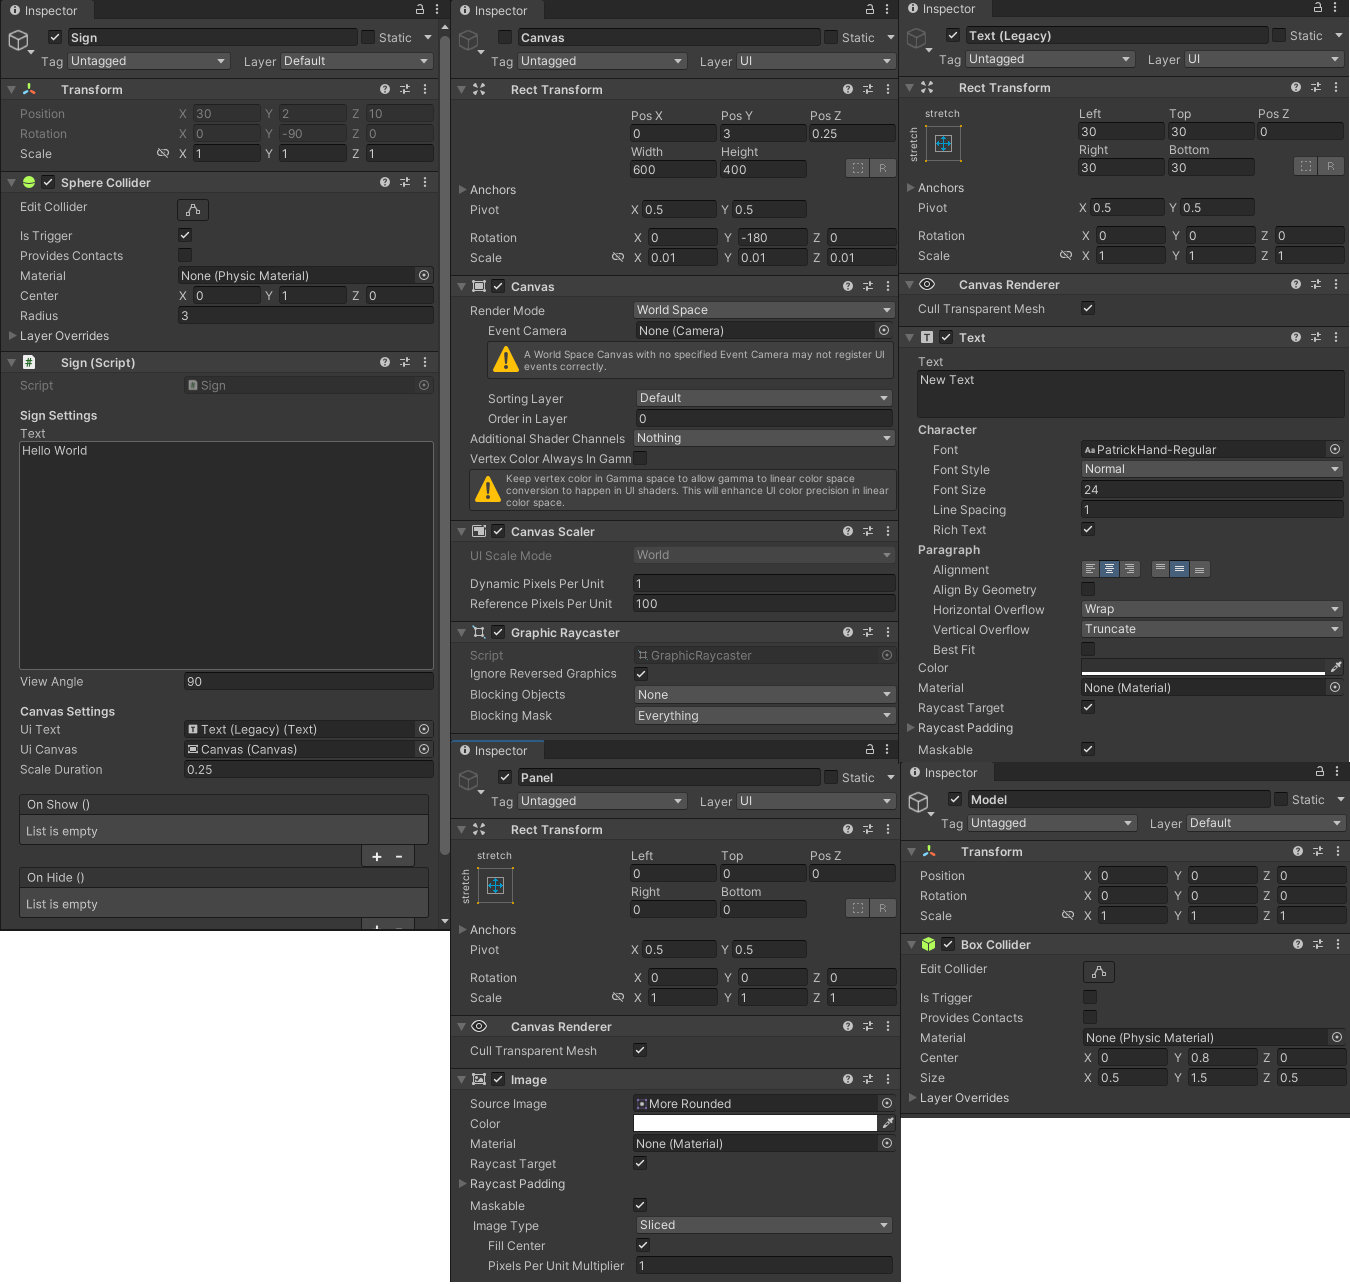 Inspector
Sign
Static
Tag Untagged Layer Default
Transform
Position X 30 Y 2 Z 10
Rotation X 0 Y -90 Z 0
Scale X 1 Y 1 Z 1
Sphere Collider
Edit Collider
Is Trigger
Provides Contacts
Material None (Physic Material)
Center X 0 Y 1 Z 0
Radius 3
Layer Overrides
# Sign (Script)
Script # Sign
Sign Settings
Text
Hello World
View Angle 90
Canvas Settings
Ui Text T Text (Legacy) (Text)
Ui Canvas Canvas (Canvas)
Scale Duration 0.25
On Show ()
List is empty
+ -
On Hide ()
List is empty
+ -
Inspector
Canvas
Static
Tag Untagged Layer UI
Rect Transform
Pos X Pos Y Pos Z
0 3 0.25
Width Height
600 400 R
Anchors
Pivot X 0.5 Y 0.5
Rotation X 0 Y -180 Z 0
Scale X 0.01 Y 0.01 Z 0.01
Canvas
Render Mode World Space
Event Camera None (Camera)
A World Space Canvas with no specified Event Camera may not register UI
events correctly.
Sorting Layer Default
Order in Layer 0
Additional Shader Channels Nothing
Vertex Color Always In Gamn
Keep vertex color in Gamma space to allow gamma to linear color space
conversion to happen in UI shaders. This will enhance UI color precision in linear
color space.
Canvas Scaler
UI Scale Mode World
Dynamic Pixels Per Unit 1
Reference Pixels Per Unit 100
Graphic Raycaster
Script GraphicRaycaster
Ignore Reversed Graphics
Blocking Objects None
Blocking Mask Everything
Inspector
Panel
Static
Tag Untagged Layer UI
Rect Transform
stretch Left Top Pos Z
stretch 0 0 0
Right Bottom
0 0 R
Anchors
Pivot X 0.5 Y 0.5
Rotation X 0 Y 0 Z 0
Scale X 1 Y 1 Z 1
Canvas Renderer
Cull Transparent Mesh
Image
Source Image More Rounded
Color
Material None (Material)
Raycast Target
Raycast Padding
Maskable
Image Type Sliced
Fill Center
Pixels Per Unit Multiplier 1
Inspector
Text (Legacy)
Static
Tag Untagged Layer UI
Rect Transform
stretch Left Top Pos Z
stretch 30 30 0
Right Bottom
30 30 R
Anchors
Pivot X 0.5 Y 0.5
Rotation X 0 Y 0 Z 0
Scale X 1 Y 1 Z 1
Canvas Renderer
Cull Transparent Mesh
T Text
Text
New Text
Character
Font Aa PatrickHand-Regular
Font Style Normal
Font Size 24
Line Spacing 1
Rich Text
Paragraph
Alignment
Align By Geometry
Horizontal Overflow Wrap
Vertical Overflow Truncate
Best Fit
Color
Material None (Material)
Raycast Target
Raycast Padding
Maskable
Inspector
Model
Static
Tag Untagged Layer Default
Transform
Position X 0 Y 0 Z 0
Rotation X 0 Y 0 Z 0
Scale X 1 Y 1 Z 1
Box Collider
Edit Collider
Is Trigger
Provides Contacts
Material None (Physic Material)
Center X 0 Y 0.8 Z 0
Size X 0.5 Y 1.5 Z 0.5
Layer Overrides